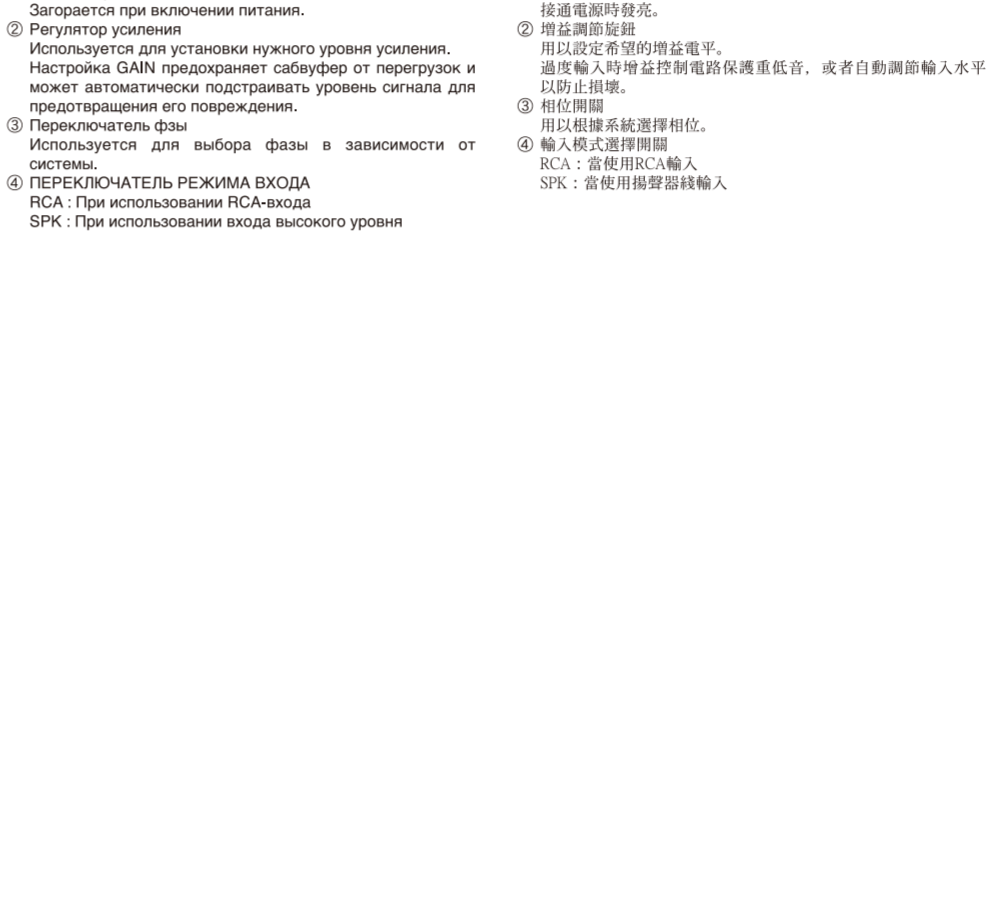 Загорается при включении питания.
② Регулятор усиления
Используется для установки нужного уровня усиления.
Настройка GAIN предохраняет сабвуфер от перегрузок и
может автоматически подстраивать уровень сигнала для
предотвращения его повреждения.
③ Переключатель фзы
Используется для выбора фазы в зависимости от
системы.
④ ПЕРЕКЛЮЧАТЕЛЬ РЕЖИМА ВХОДА
RCA : При использовании RCA-входа
SPK : При использовании входа высокого уровня
接通電源時發亮。
② 增益調節旋鈕
用以設定希望的增益電平。
過度輸入時增益控制電路保護重低音，或者自動調節輸入水平
以防止損壞。
③ 相位開關
用以根據系統選擇相位。
④ 輸入模式選擇開關
RCA：當使用RCA輸入
SPK：當使用揚聲器綫輸入